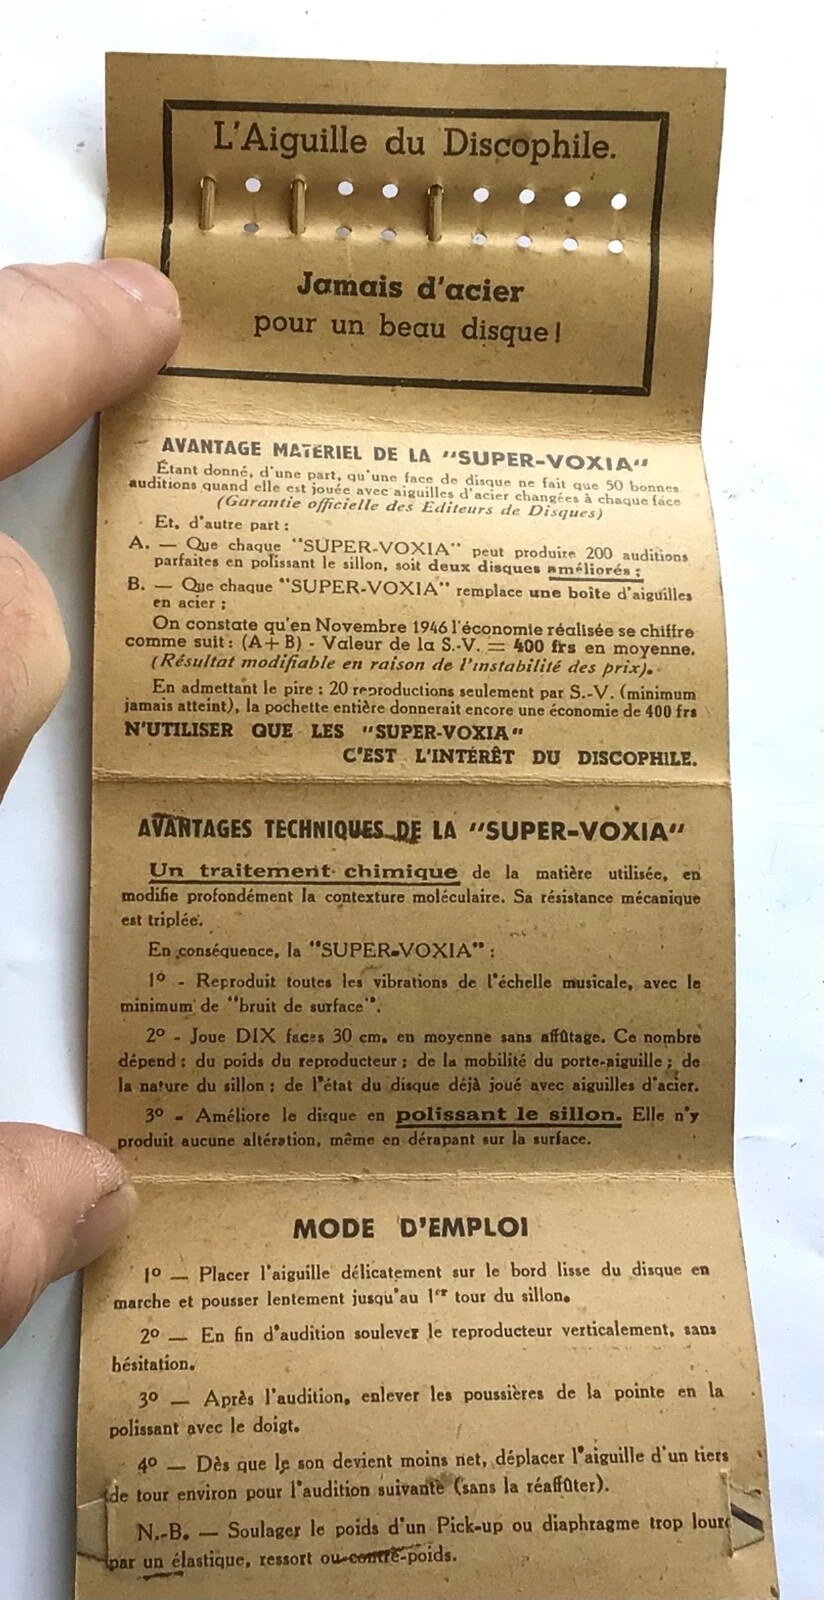 L'Aiguille du Discophile.
Jamais d'acier
pour un beau disque!
AVANTAGE MATÉRIEL DE LA "SUPER-VOXIA"
Étant donné, d'une part, qu'une face de disque ne fait que 50 bonnes
auditions quand elle est jouée avec aiguilles d'acier changées à chaque face
(Garantie officielle des Editeurs de Disques)
Et, d'autre part :
A. — Que chaque "SUPER-VOXIA" peut produire 200 auditions
parfaites en polissant le sillon, soit deux disques améliorés ;
B. — Que chaque "SUPER-VOXIA" remplace une boîte d'aiguilles
en acier ;
On constate qu'en Novembre 1946 l'économie réalisée se chiffre
comme suit : (A + B) - Valeur de la S.-V. = 400 frs en moyenne.
(Résultat modifiable en raison de l'instabilité des prix).
En admettant le pire : 20 reproductions seulement par S.-V. (minimum
jamais atteint), la pochette entière donnerait encore une économie de 400 frs
N'UTILISER QUE LES "SUPER-VOXIA"
C'EST L'INTÉRÊT DU DISCOPHILE.
AVANTAGES TECHNIQUES DE LA "SUPER-VOXIA"
Un traitement chimique de la matière utilisée, en
modifie profondément la contexture moléculaire. Sa résistance mécanique
est triplée.
En conséquence, la "SUPER-VOXIA" :
1º - Reproduit toutes les vibrations de l'échelle musicale, avec le
minimum de "bruit de surface".
2º - Joue DIX faces 30 cm. en moyenne sans affûtage. Ce nombre
dépend : du poids du reproducteur ; de la mobilité du porte-aiguille ; de
la nature du sillon ; de l'état du disque déjà joué avec aiguilles d'acier.
3º - Améliore le disque en polissant le sillon. Elle n'y
produit aucune altération, même en dérapant sur la surface.
MODE D'EMPLOI
1º — Placer l'aiguille délicatement sur le bord lisse du disque en
marche et pousser lentement jusqu'au 1er tour du sillon.
2º — En fin d'audition soulever le reproducteur verticalement, sans
hésitation.
3º — Après l'audition, enlever les poussières de la pointe en la
polissant avec le doigt.
4º — Dès que le son devient moins net, déplacer l'aiguille d'un tiers
de tour environ pour l'audition suivante (sans la réaffûter).
N.-B. — Soulager le poids d'un Pick-up ou diaphragme trop lourd
par un élastique, ressort ou contre-poids.